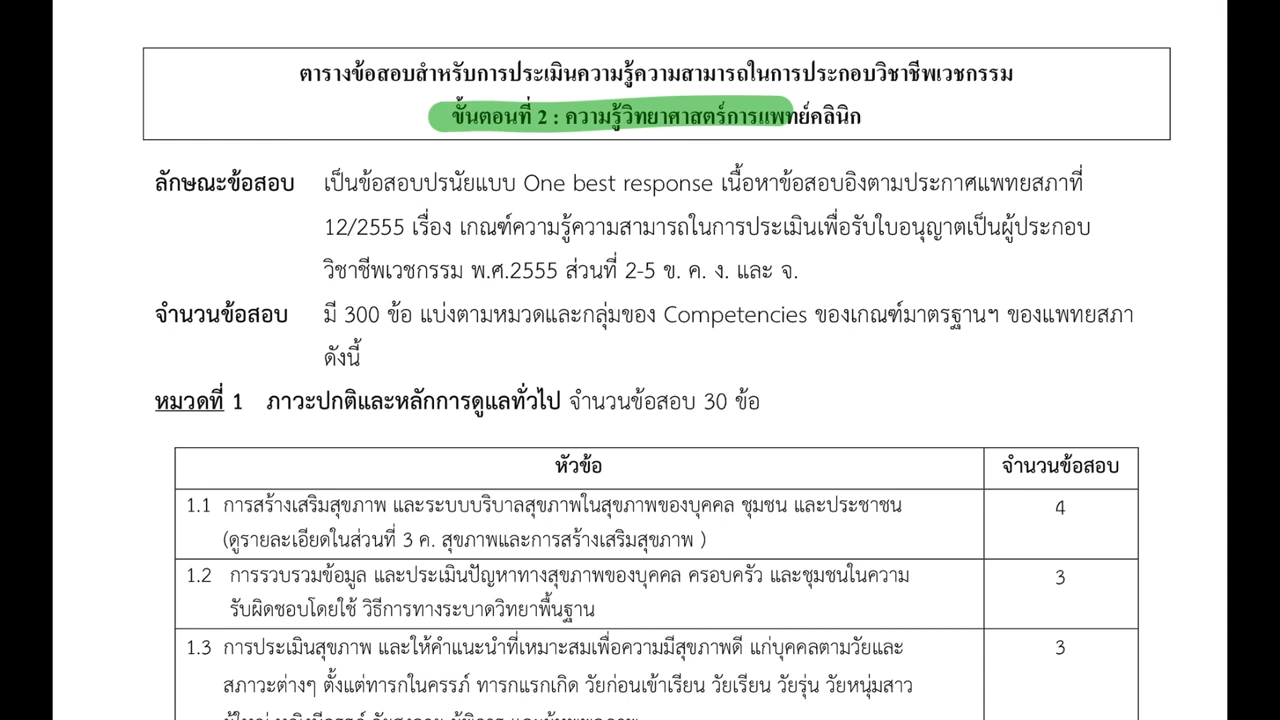 ตารางข้อสอบสำหรับการประเมินความรู้ความสามารถในการประกอบวิชาชีพเวชกรรม
ขั้นตอนที่ 2 : ความรู้วิทยาศาสตร์การแพทย์คลินิก
ลักษณะข้อสอบ เป็นข้อสอบปรนัยแบบ One best response เนื้อหาข้อสอบอิงตามประกาศแพทยสภาที่
12/2555 เรื่อง เกณฑ์ความรู้ความสามารถในการประเมินเพื่อรับใบอนุญาตเป็นผู้ประกอบ
วิชาชีพเวชกรรม พ.ศ.2555 ส่วนที่ 2-5 ข. ค. ง. และ จ.
จำนวนข้อสอบ มี 300 ข้อ แบ่งตามหมวดและกลุ่มของ Competencies ของเกณฑ์มาตรฐานฯ ของแพทยสภา
ดังนี้
หมวดที่ 1 ภาวะปกติและหลักการดูแลทั่วไป จำนวนข้อสอบ 30 ข้อ
หัวข้อ จำนวนข้อสอบ
1.1 การสร้างเสริมสุขภาพ และระบบบริบาลสุขภาพในสุขภาพของบุคคล ชุมชน และประชาชน 4
(ดูรายละเอียดในส่วนที่ 3 ค. สุขภาพและการสร้างเสริมสุขภาพ )
1.2 การรวบรวมข้อมูล และประเมินปัญหาทางสุขภาพของบุคคล ครอบครัว และชุมชนในความ 3
รับผิดชอบโดยใช้ วิธีการทางระบาดวิทยาพื้นฐาน
1.3 การประเมินสุขภาพ และให้คำแนะนำที่เหมาะสมเพื่อความมีสุขภาพดี แก่บุคคลตามวัยและ 3
สภาวะต่างๆ ตั้งแต่ทารกในครรภ์ ทารกแรกเกิด วัยก่อนเข้าเรียน วัยเรียน วัยรุ่น วัยหนุ่มสาว